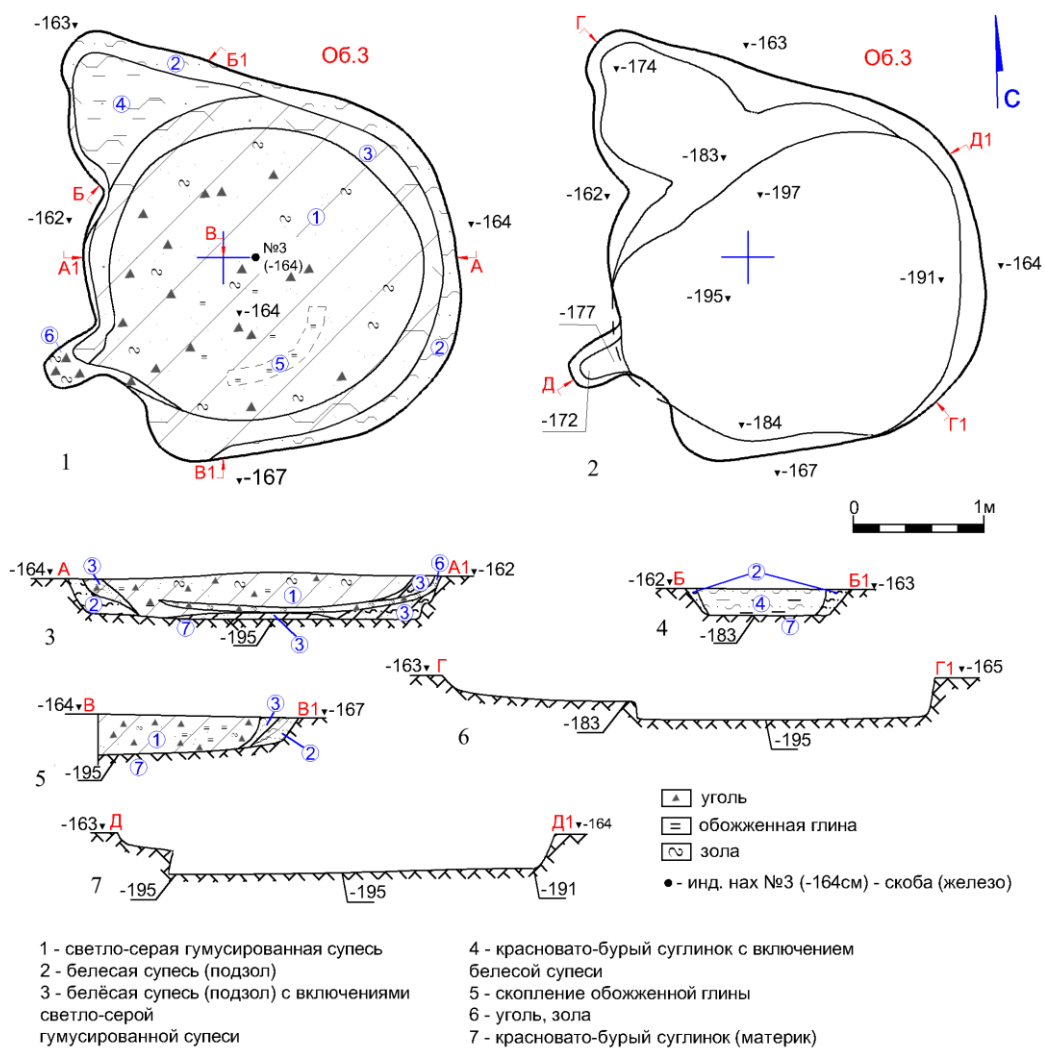 -163
Об.3
Б1
2
4
3
1
Б
-162
В
№3
(-164)
А1
-164
А
-164
6
5
2
1
В1
-167
Г
-163
Об.3
С
-174
Д1
-183
-162
-197
-164
-191
-195
-177
Д
-172
-184
Г1
2
-167
0
1м
-164 А
3
6
А1 -162
3
1
2
3
3
7
-195
3
-162 Б
2
Б1 -163
4
4
-183
7
-164 В
3
В1 -167
1
2
5
-195
7
-163 Г
Г1 -165
6
-183
-195
-163 Д
Д1 -164
7
-195
-195
-191
уголь
обожженная глина
зола
- инд. нах №3 (-164см) - скоба (железо)
1 - светло-серая гумусированная супесь
2 - белесая супесь (подзол)
3 - белёсая супесь (подзол) с включениями
светло-серой
гумусированной супеси
4 - красновато-бурый суглинок с включением
белесой супеси
5 - скопление обожженной глины
6 - уголь, зола
7 - красновато-бурый суглинок (материк)